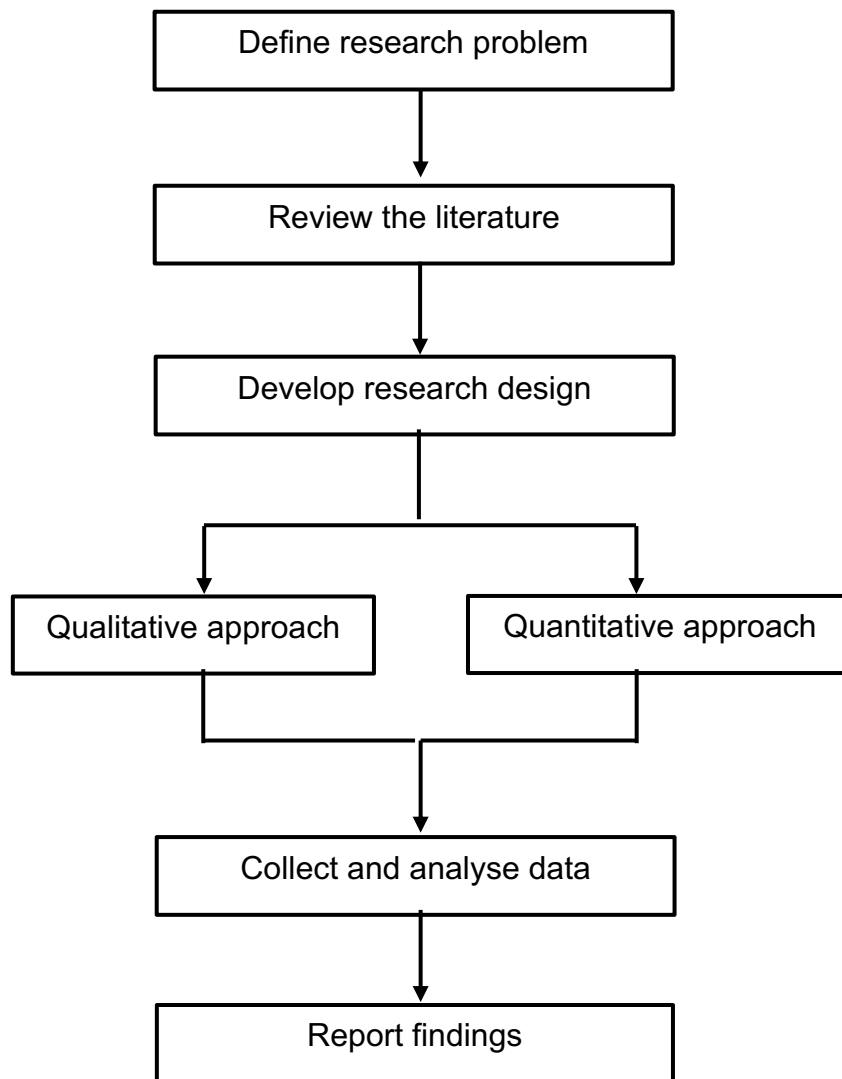 Define research problem
Review the literature
Develop research design
Qualitative approach
Quantitative approach
Collect and analyse data
Report findings